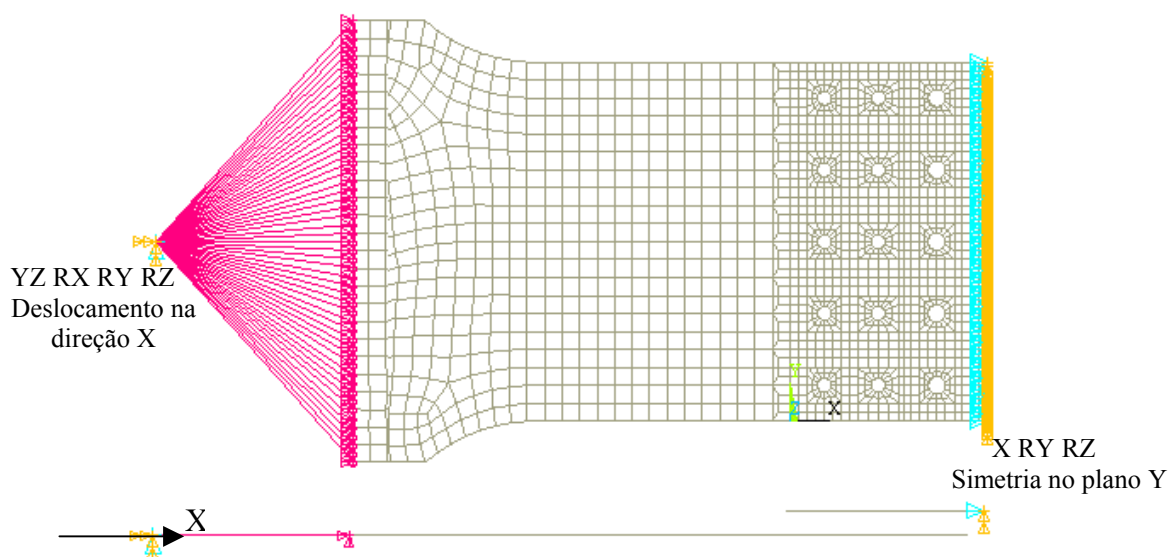 YZ RX RY RZ
Deslocamento na
direção X
X
X RY RZ
Simetria no plano Y
X